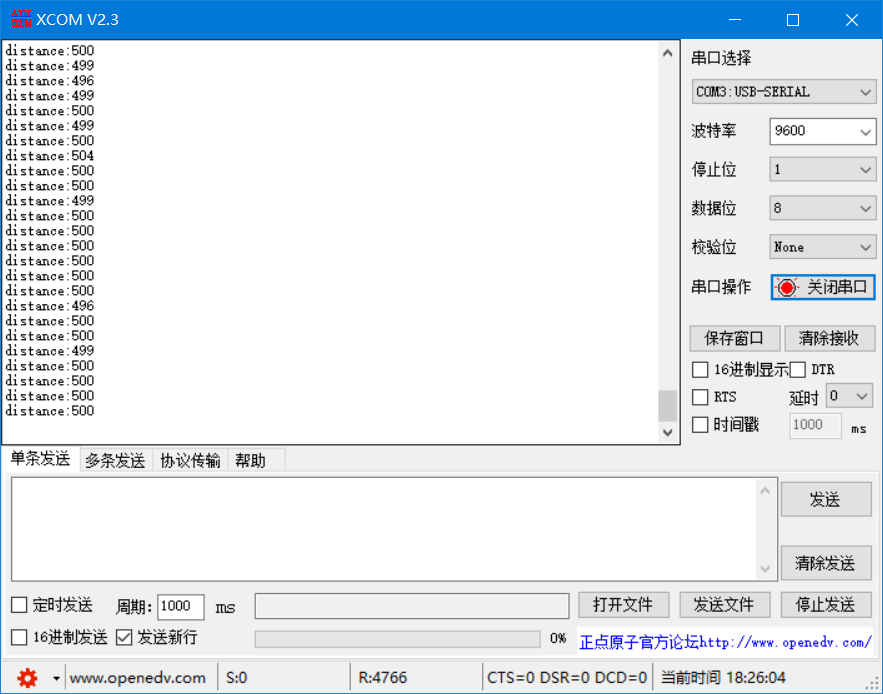 XCOM V2.3
distance:500
distance:499
distance:496
distance:499
distance:500
distance:499
distance:500
distance:504
distance:500
distance:500
distance:499
distance:500
distance:500
distance:500
distance:500
distance:500
distance:500
distance:496
distance:500
distance:500
distance:499
distance:500
distance:500
distance:500
distance:500
串口选择
COM3:USB-SERIAL
波特率 9600
停止位 1
数据位 8
校验位 None
串口操作 关闭串口
保存窗口 清除接收
16进制显示 DTR
RTS 延时 0
时间戳 1000 ms
单条发送 多条发送 协议传输 帮助
发送
清除发送
定时发送 周期: 1000 ms 打开文件 发送文件 停止发送
16进制发送 发送新行 0% 正点原子官方论坛http://www.openedv.com/
www.openedv.com S:0 R:4766 CTS=0 DSR=0 DCD=0 当前时间 18:26:04